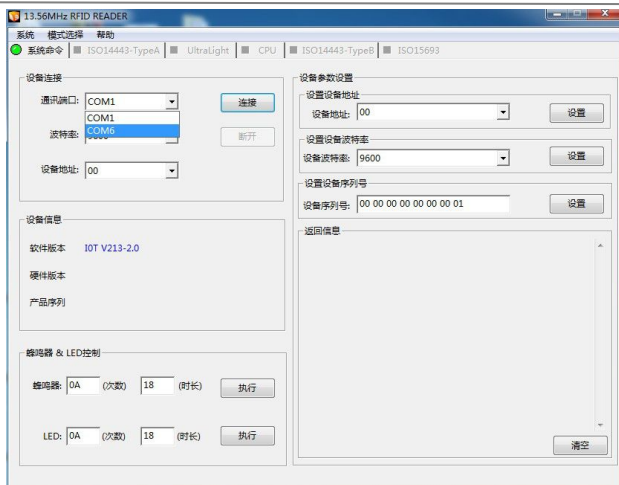 13.56MHz RFID READER
系统 模式选择 帮助
系统命令 ISO14443-TypeA UltraLight CPU ISO14443-TypeB ISO15693
设备连接
通讯端口: COM1 连接
COM1
COM6
波特率: 断开
设备地址: 00
设备信息
软件版本 IOT V213-2.0
硬件版本
产品序列
蜂鸣器 & LED控制
蜂鸣器: 0A (次数) 18 (时长) 执行
LED: 0A (次数) 18 (时长) 执行
设备参数设置
设置设备地址
设备地址: 00 设置
设置设备波特率
设备波特率: 9600 设置
设置设备序列号
设备序列号: 00 00 00 00 00 00 00 01 设置
返回信息
清空